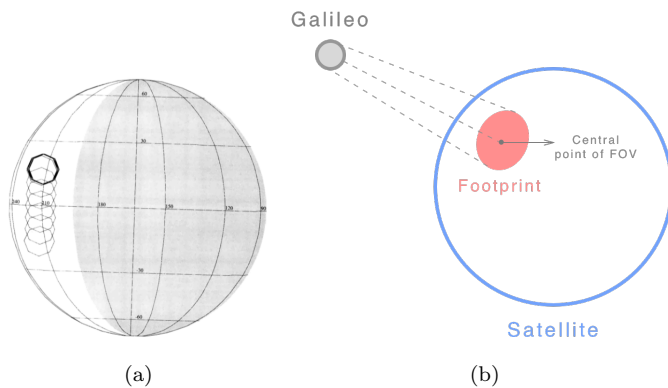 Galileo
60
30
240
210
180
150
120
90
-30
-60
Central
point of FOV
Footprint
Satellite
(a)
(b)